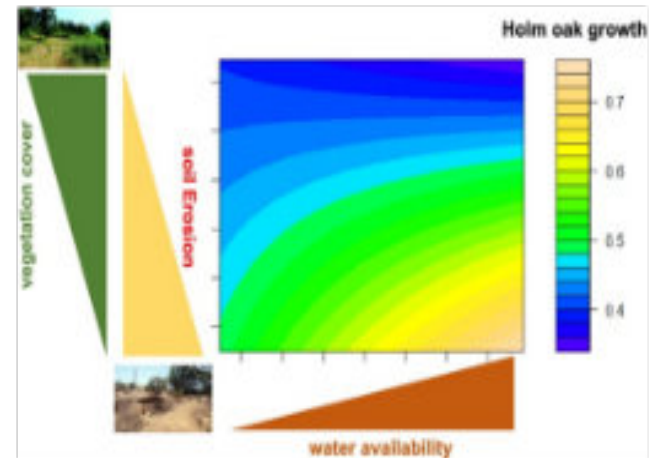 Holm oak growth
vegetation cover
soil Erosion
0.7
0.6
0.5
0.4
water availability